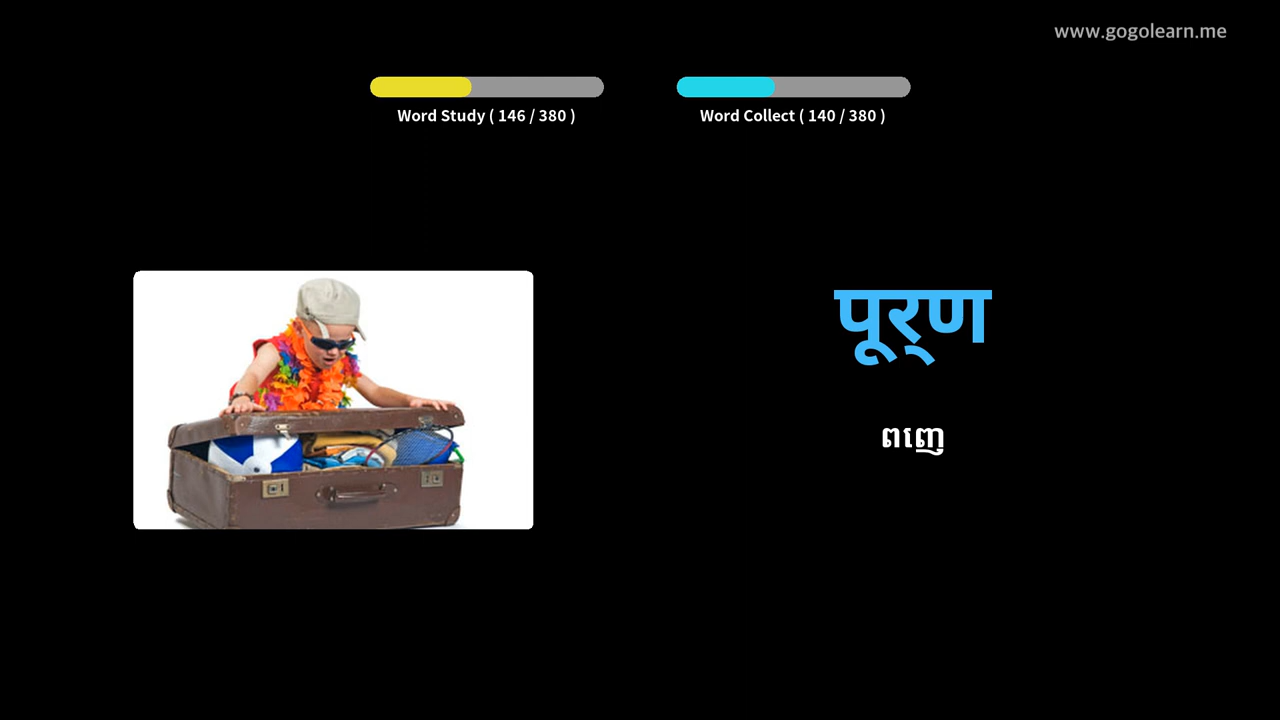 www.gogolearn.me
Word Study ( 146 / 380 )
Word Collect ( 140 / 380 )
पूर्‌ण
ពេញ